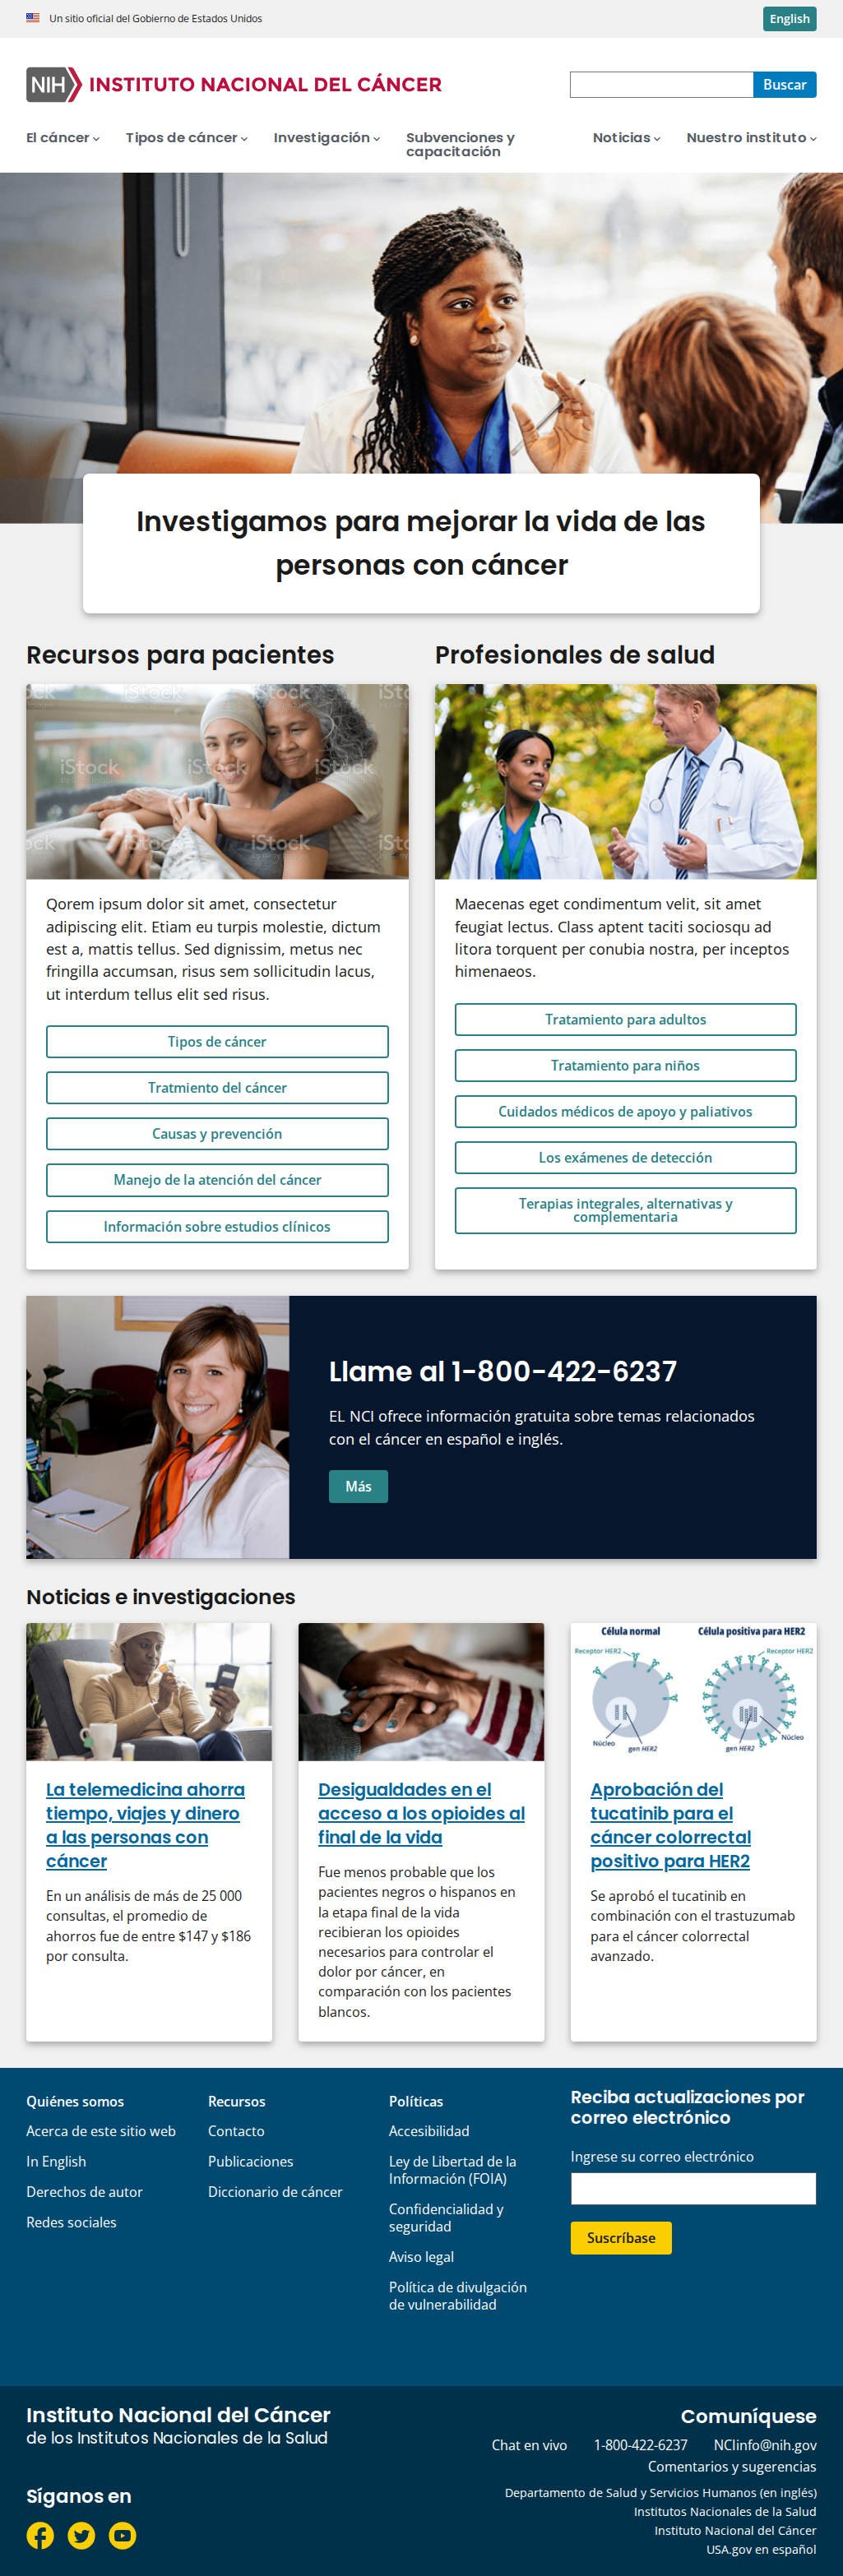 Un sitio oficial del Gobierno de Estados Unidos
English
NIH INSTITUTO NACIONAL DEL CÁNCER
Buscar
El cáncer
Tipos de cáncer
Investigación
Subvenciones y
capacitación
Noticias
Nuestro instituto
Investigamos para mejorar la vida de las
personas con cáncer
Recursos para pacientes
iStock
iStock
iStock
iStock
iStock
iStock
Qorem ipsum dolor sit amet, consectetur
adipiscing elit. Etiam eu turpis molestie, dictum
est a, mattis tellus. Sed dignissim, metus nec
fringilla accumsan, risus sem sollicitudin lacus,
ut interdum tellus elit sed risus.
Tipos de cáncer
Tratmiento del cáncer
Causas y prevención
Manejo de la atención del cáncer
Información sobre estudios clínicos
Profesionales de salud
Maecenas eget condimentum velit, sit amet
feugiat lectus. Class aptent taciti sociosqu ad
litora torquent per conubia nostra, per inceptos
himenaeos.
Tratamiento para adultos
Tratamiento para niños
Cuidados médicos de apoyo y paliativos
Los exámenes de detección
Terapias integrales, alternativas y
complementaria
Llame al 1-800-422-6237
EL NCI ofrece información gratuita sobre temas relacionados
con el cáncer en español e inglés.
Más
Noticias e investigaciones
La telemedicina ahorra
tiempo, viajes y dinero
a las personas con
cáncer
En un análisis de más de 25 000
consultas, el promedio de
ahorros fue de entre $147 y $186
por consulta.
Desigualdades en el
acceso a los opioides al
final de la vida
Fue menos probable que los
pacientes negros o hispanos en
la etapa final de la vida
recibieran los opioides
necesarios para controlar el
dolor por cáncer, en
comparación con los pacientes
blancos.
Célula normal
Célula positiva para HER2
Receptor HER2
Receptor HER2
Núcleo
gen HER2
Núcleo
gen HER2
Aprobación del
tucatinib para el
cáncer colorrectal
positivo para HER2
Se aprobó el tucatinib en
combinación con el trastuzumab
para el cáncer colorrectal
avanzado.
Quiénes somos
Acerca de este sitio web
In English
Derechos de autor
Redes sociales
Recursos
Contacto
Publicaciones
Diccionario de cáncer
Políticas
Accesibilidad
Ley de Libertad de la
Información (FOIA)
Confidencialidad y
seguridad
Aviso legal
Política de divulgación
de vulnerabilidad
Reciba actualizaciones por
correo electrónico
Ingrese su correo electrónico
Suscríbase
Instituto Nacional del Cáncer
de los Institutos Nacionales de la Salud
Síganos en
Comuníquese
Chat en vivo
1-800-422-6237
NCIinfo@nih.gov
Comentarios y sugerencias
Departamento de Salud y Servicios Humanos (en inglés)
Institutos Nacionales de la Salud
Instituto Nacional del Cáncer
USA.gov en español